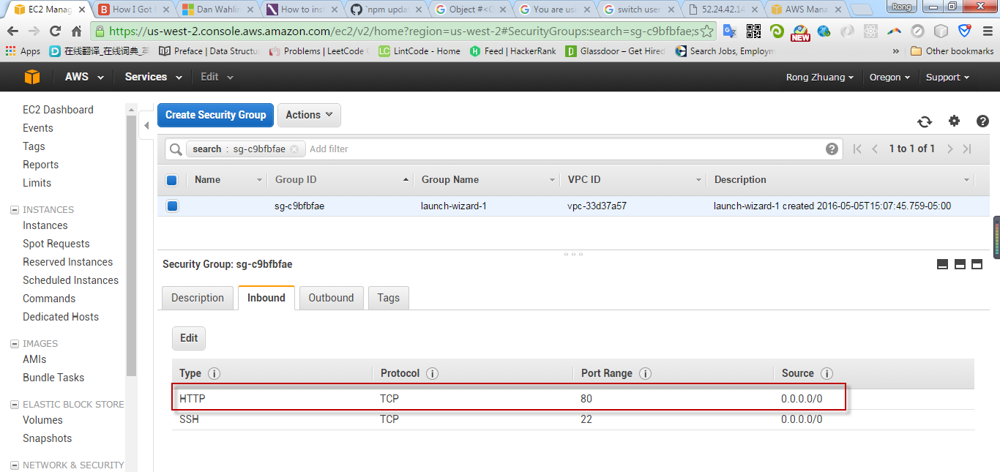 EC2 Manag How I Got Dan Wahlin How to inst `npm upda Object #<C You are usi switch user 52.24.42.14 AWS Mana Rong
https://us-west-2.console.aws.amazon.com/ec2/v2/home?region=us-west-2#SecurityGroups:search=sg-c9bfbfae;s NEW
Apps 在线翻译_在线词典_英 Preface | Data Structu Problems | LeetCode LC LintCode - Home Feed | HackerRank Glassdoor – Get Hired Search Jobs, Employm » Other bookmarks
AWS Services Edit Rong Zhuang Oregon Support
EC2 Dashboard
Events
Tags
Reports
Limits
INSTANCES
Instances
Spot Requests
Reserved Instances
Scheduled Instances
Commands
Dedicated Hosts
IMAGES
AMIs
Bundle Tasks
ELASTIC BLOCK STORE
Volumes
Snapshots
NETWORK & SECURITY
Create Security Group Actions
search : sg-c9bfbfae Add filter 1 to 1 of 1
Name Group ID Group Name VPC ID Description
sg-c9bfbfae launch-wizard-1 vpc-33d37a57 launch-wizard-1 created 2016-05-05T15:07:45.759-05:00
Security Group: sg-c9bfbfae
Description Inbound Outbound Tags
Edit
Type Protocol Port Range Source
HTTP TCP 80 0.0.0.0/0
SSH TCP 22 0.0.0.0/0